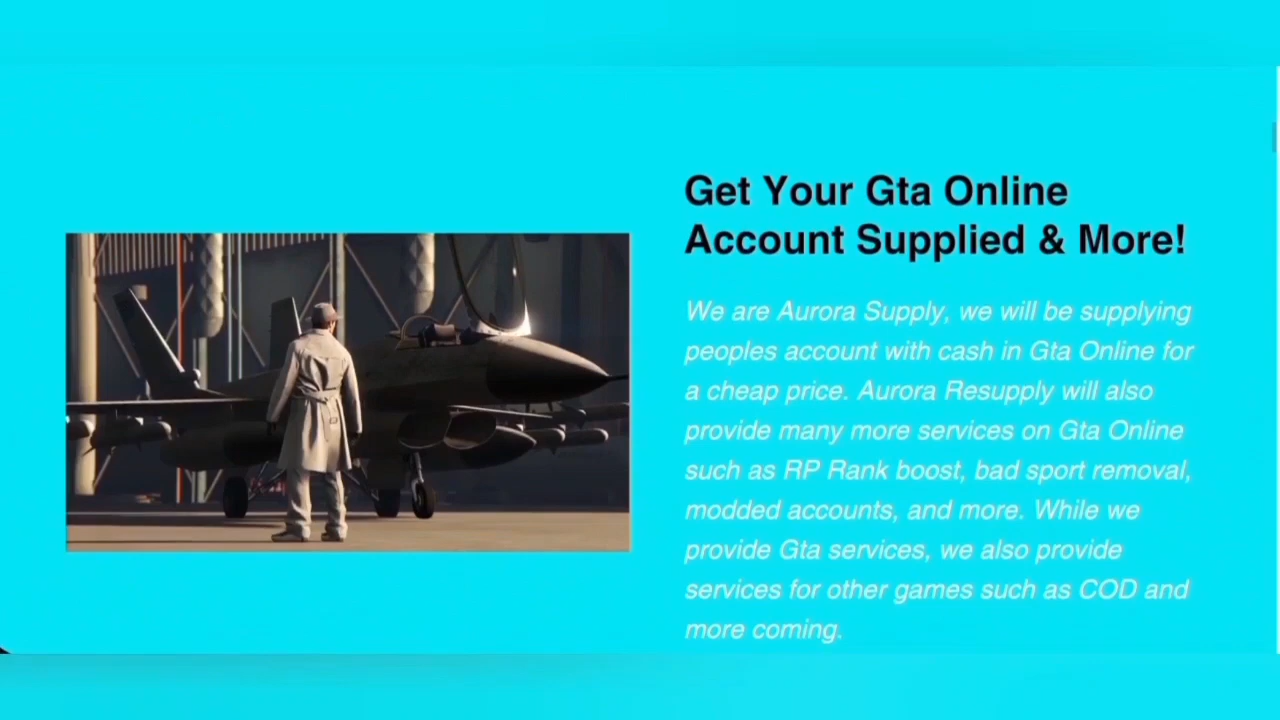 Get Your Gta Online
Account Supplied & More!
We are Aurora Supply, we will be supplying
peoples account with cash in Gta Online for
a cheap price. Aurora Resupply will also
provide many more services on Gta Online
such as RP Rank boost, bad sport removal,
modded accounts, and more. While we
provide Gta services, we also provide
services for other games such as COD and
more coming.